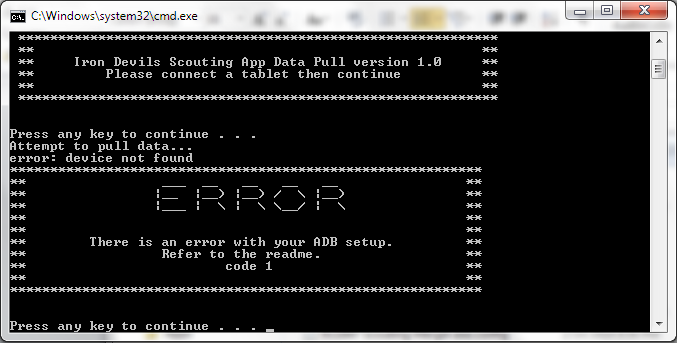 C:\Windows\system32\cmd.exe
************************************************************
** **
** Iron Devils Scouting App Data Pull version 1.0 **
** Please connect a tablet then continue **
** **
************************************************************
Press any key to continue . . .
Attempt to pull data...
error: device not found
**********************************************************
** ERROR **
** There is an error with your ADB setup. **
** Refer to the readme. **
** code 1 **
**********************************************************
Press any key to continue . . .